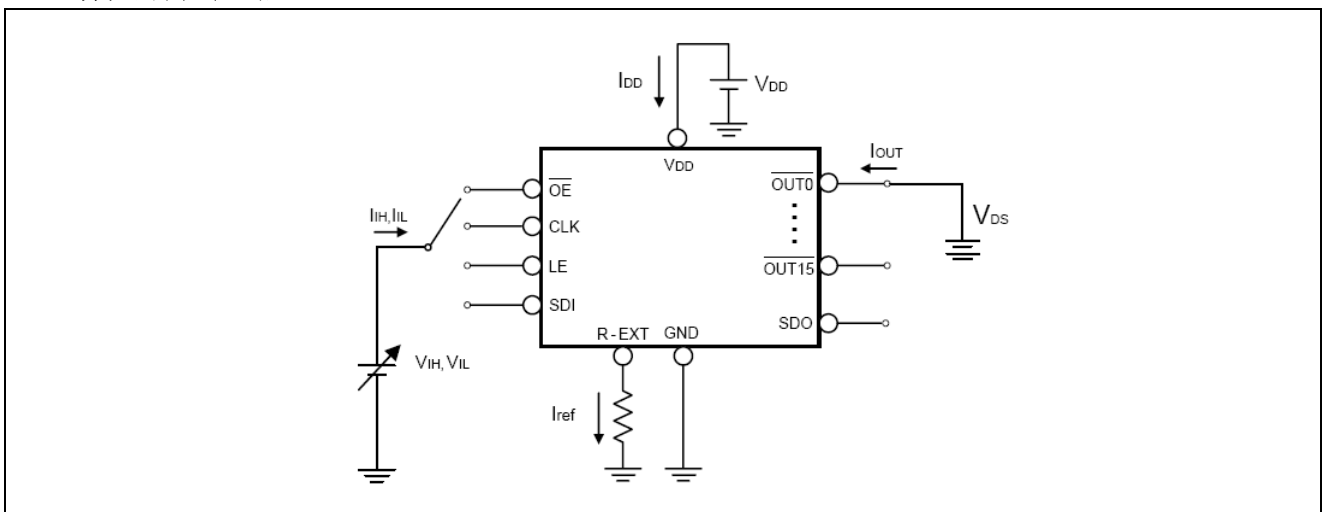 IDD
VDD
VDD
IOUT
OE
OUT0
IIH,IIL
CLK
VDS
LE
OUT15
SDI
SDO
R-EXT GND
VIH,VIL
Iref